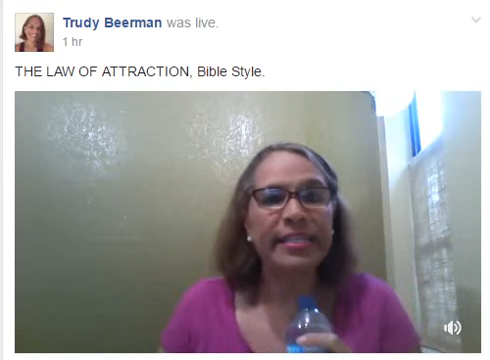 Trudy Beerman was live.
1 hr
THE LAW OF ATTRACTION, Bible Style.